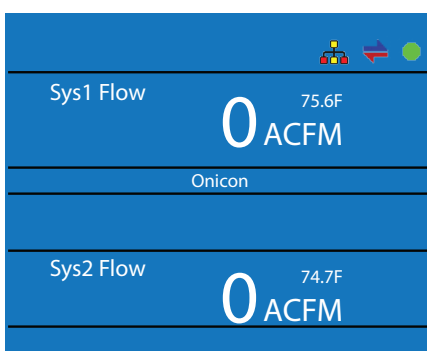 Sys1 Flow
75.6F
0 ACFM
Onicon
Sys2 Flow
74.7F
0 ACFM